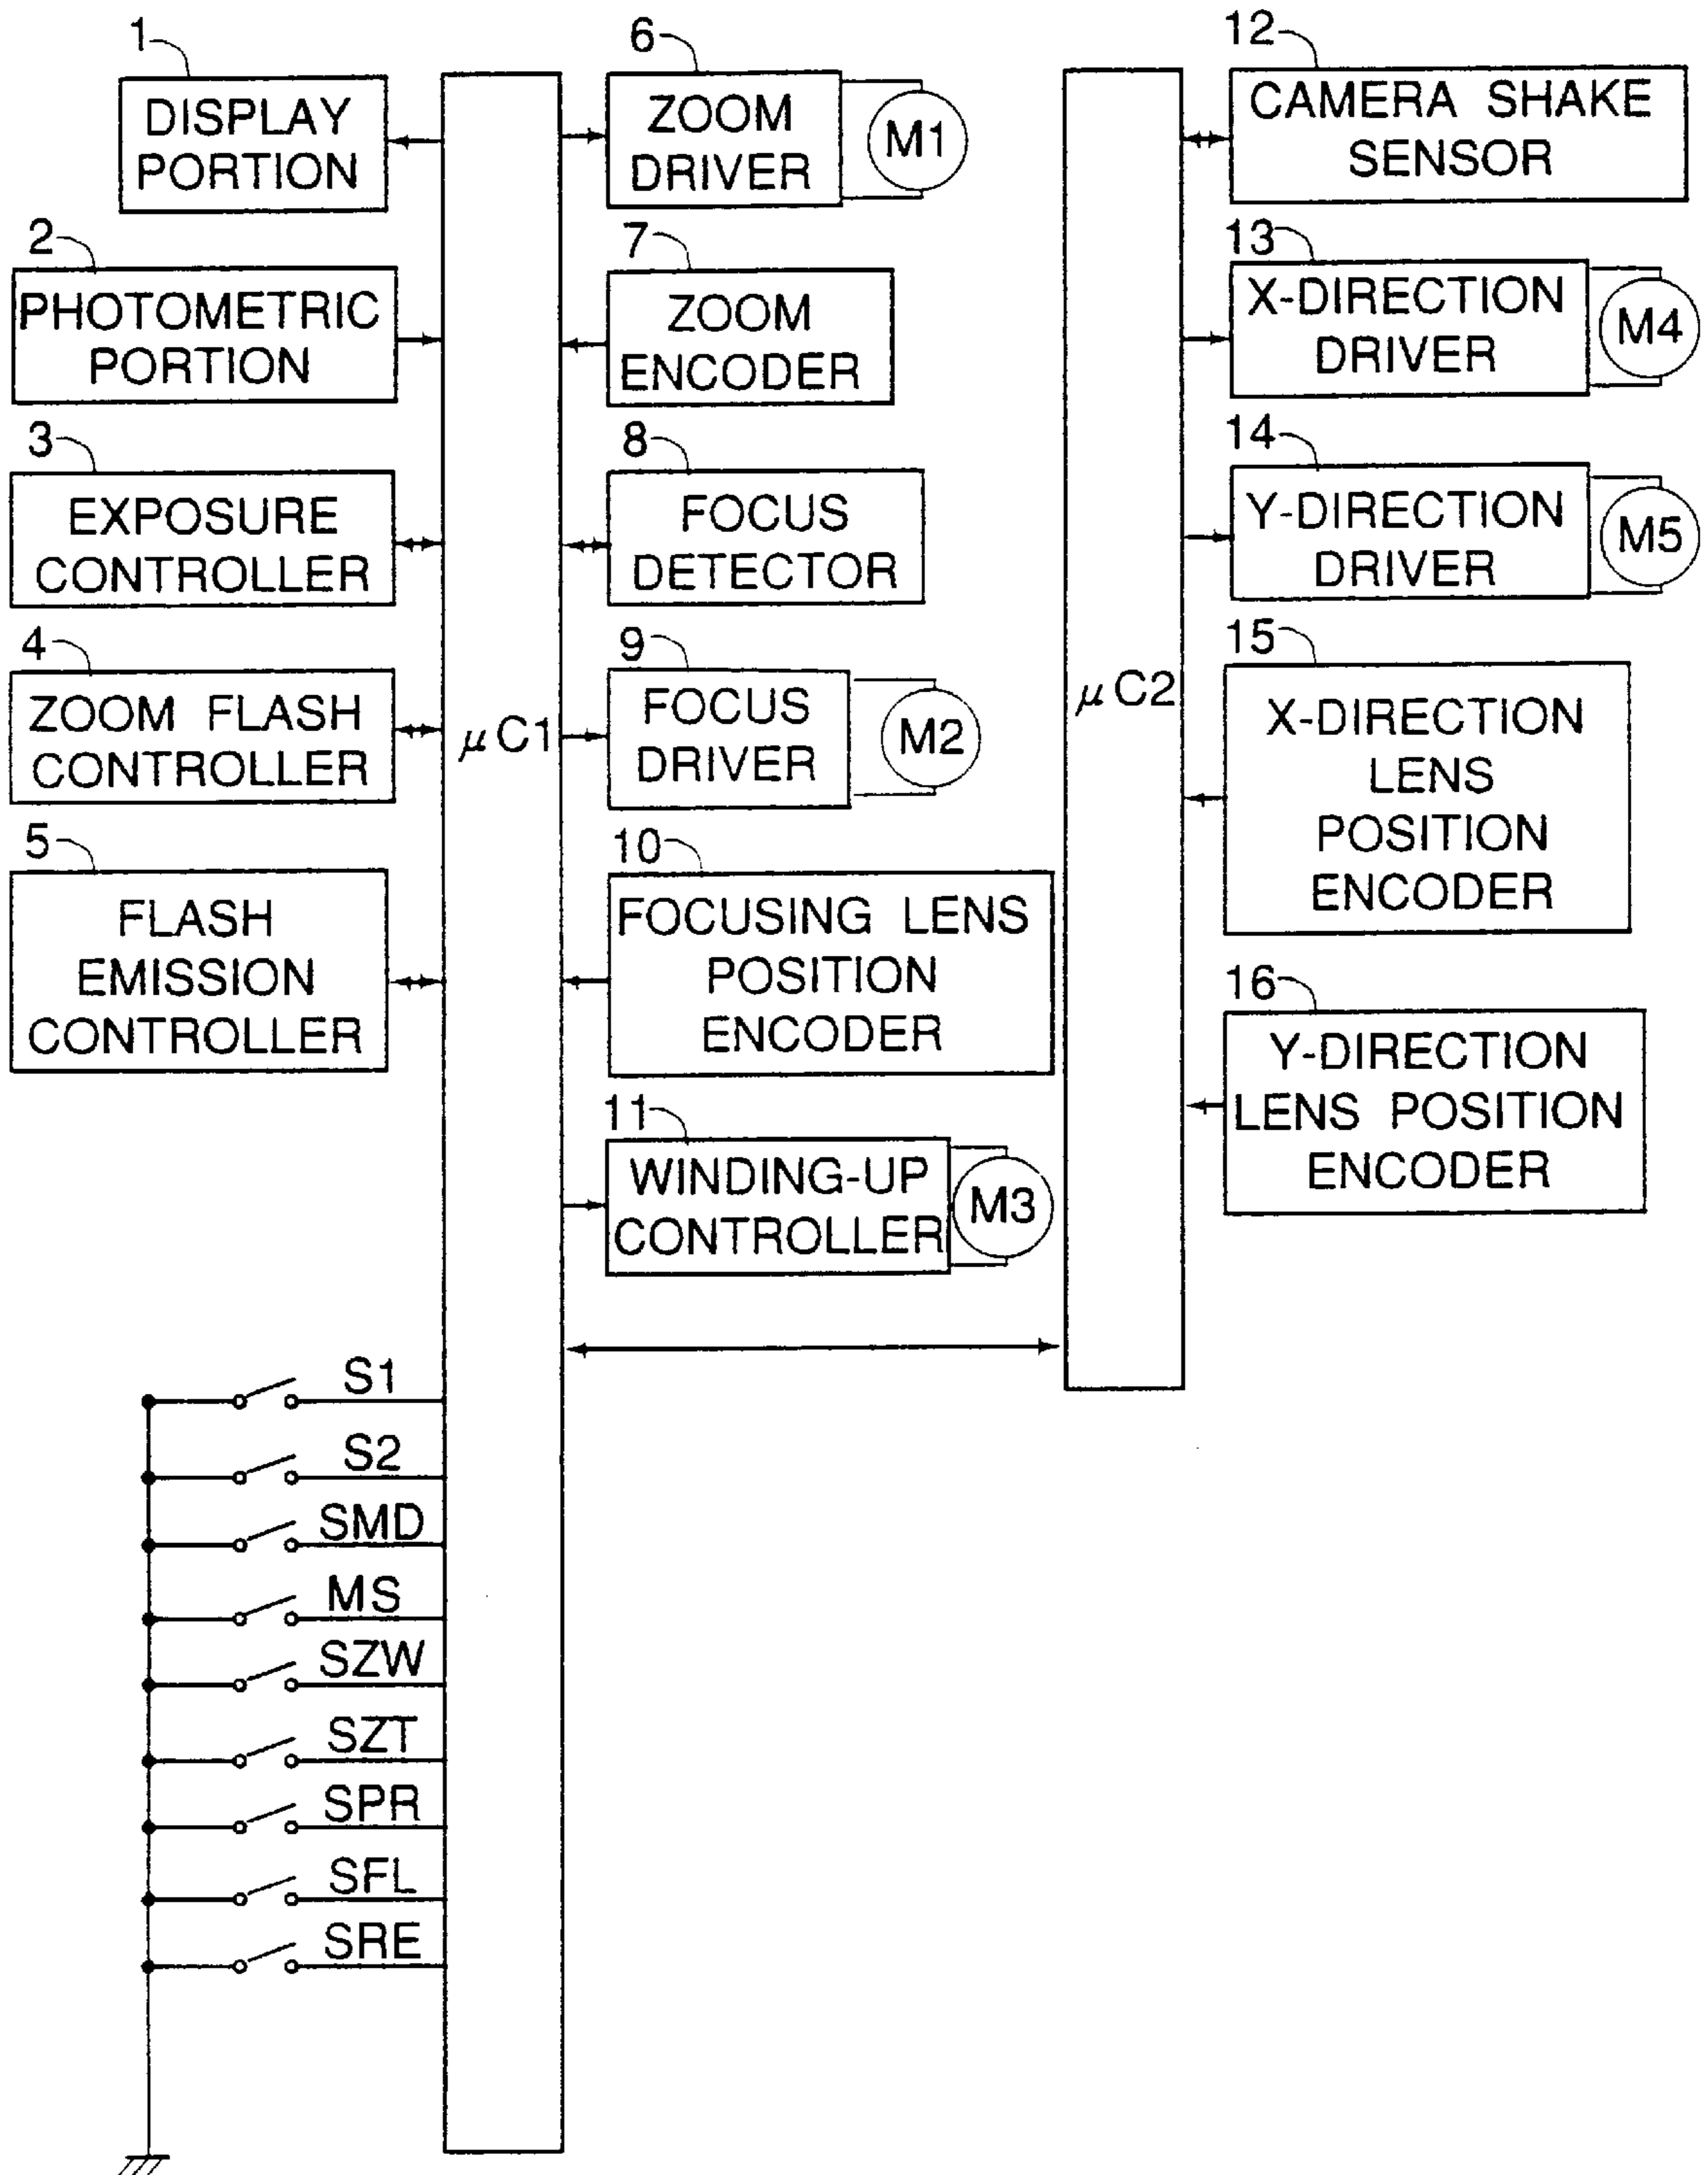 1
DISPLAY
PORTION
2
PHOTOMETRIC
PORTION
3
EXPOSURE
CONTROLLER
4
ZOOM FLASH
CONTROLLER
5
FLASH
EMISSION
CONTROLLER
μC1
6
ZOOM
DRIVER
M1
7
ZOOM
ENCODER
8
FOCUS
DETECTOR
9
FOCUS
DRIVER
M2
10
FOCUSING LENS
POSITION
ENCODER
11
WINDING-UP
CONTROLLER
M3
μC2
12
CAMERA SHAKE
SENSOR
13
X-DIRECTION
DRIVER
M4
14
Y-DIRECTION
DRIVER
M5
15
X-DIRECTION
LENS
POSITION
ENCODER
16
Y-DIRECTION
LENS POSITION
ENCODER
S1
S2
SMD
MS
SZW
SZT
SPR
SFL
SRE